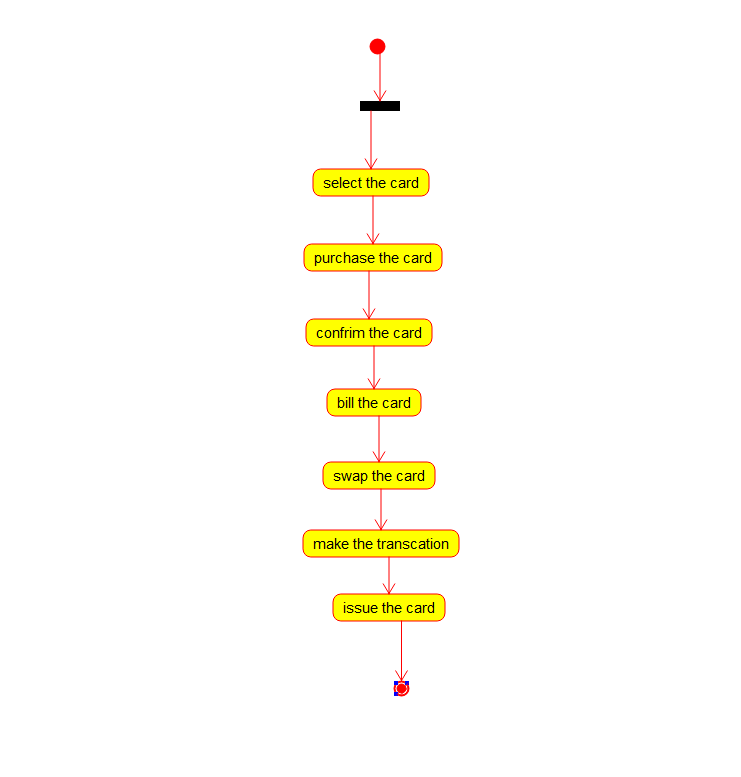 select the card
purchase the card
confrim the card
bill the card
swap the card
make the transcation
issue the card